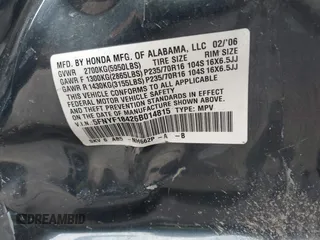 MFD. BY HONDA MFG. OF ALABAMA, LLC 02/'06
GVWR 2700KG(5950LBS) TIRE SIZE RIM SIZE
GAWR F 1300KG(2865LBS) P235/70R16 104S 16X6.5JJ
GAWR R 1430KG(3155LBS) P235/70R16 104S 16X6.5JJ
THIS VEHICLE CONFORMS TO ALL APPLICABLE
FEDERAL MOTOR VEHICLE SAFETY STANDARDS
IN EFFECT ON THE DATE OF MANUFACTURE
SHOWN ABOVE.
V.I.N. 5FNYF18426B014815 TYPE: MPV
A -B
BIDAMERICA